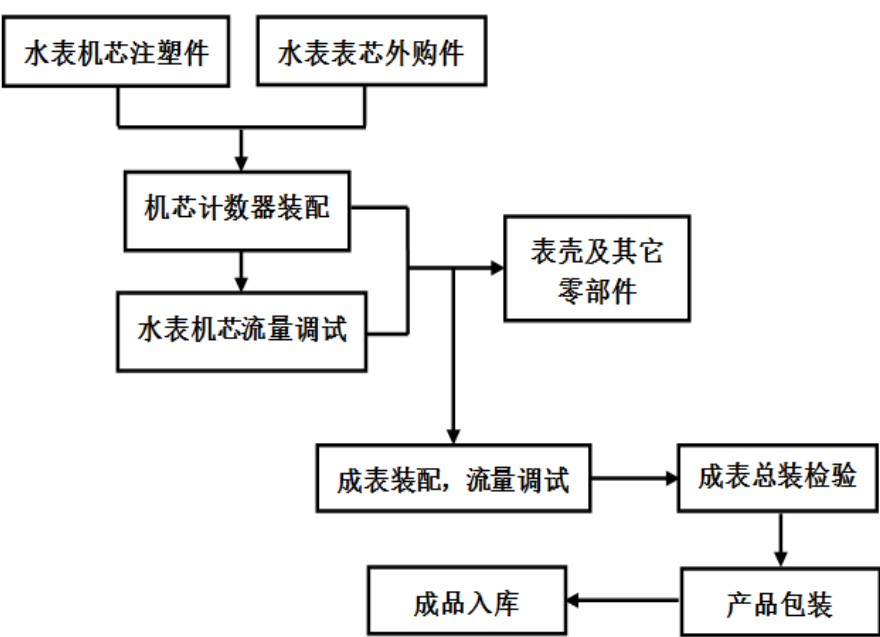 水表机芯注塑件
水表表芯外购件
机芯计数器装配
表壳及其它
零部件
水表机芯流量调试
成表装配，流量调试
成表总装检验
成品入库
产品包装